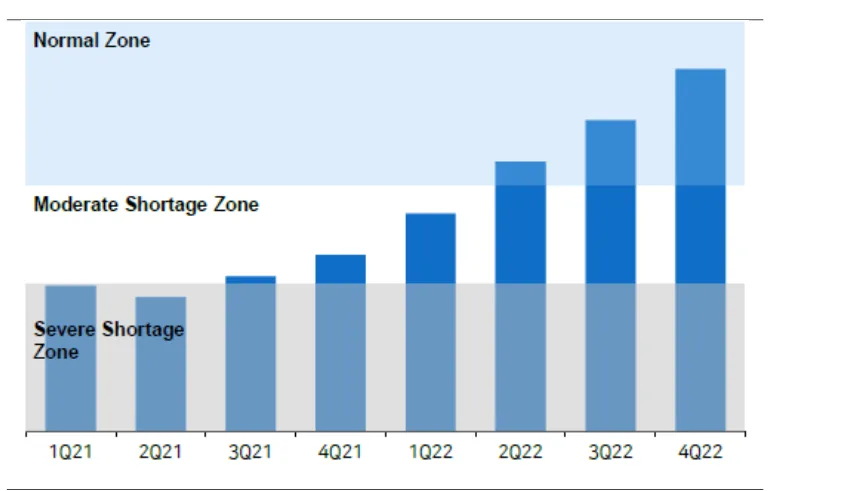 Normal Zone
Moderate Shortage Zone
Severe Shortage
Zone
1Q21 2Q21 3Q21 4Q21 1Q22 2Q22 3Q22 4Q22